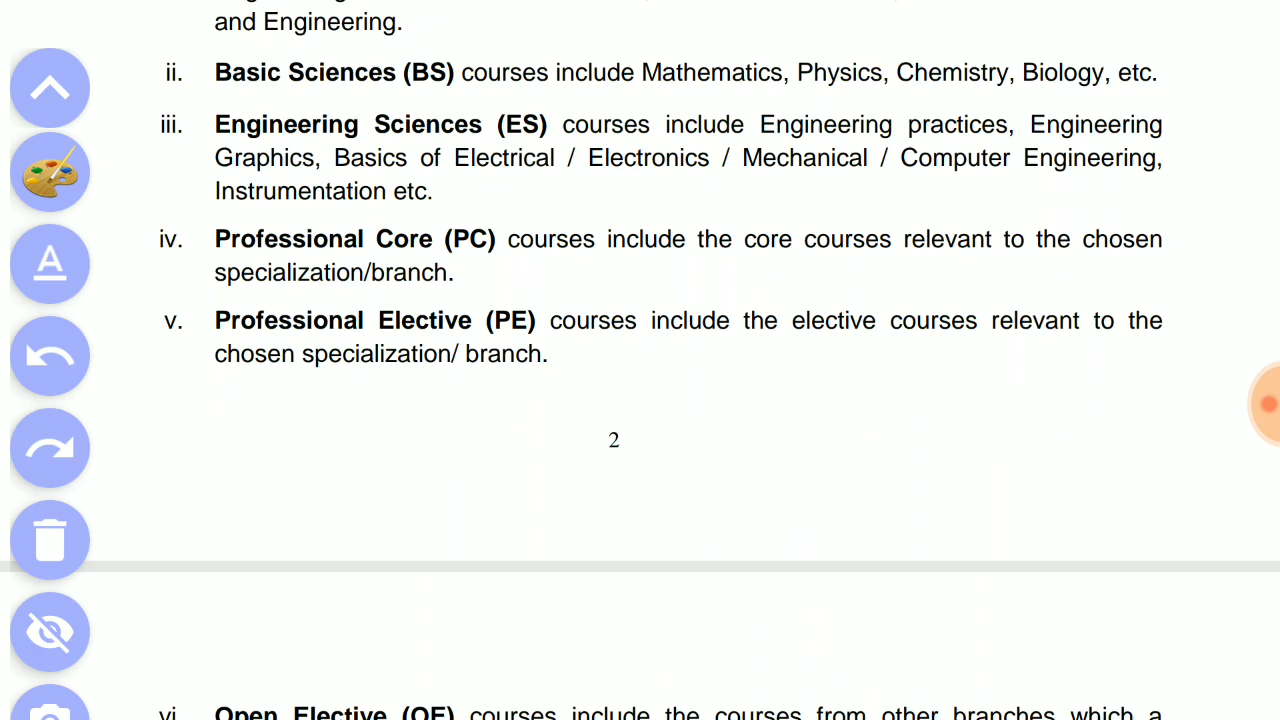 and Engineering.
ii. Basic Sciences (BS) courses include Mathematics, Physics, Chemistry, Biology, etc.
iii. Engineering Sciences (ES) courses include Engineering practices, Engineering
Graphics, Basics of Electrical / Electronics / Mechanical / Computer Engineering,
Instrumentation etc.
iv. Professional Core (PC) courses include the core courses relevant to the chosen
specialization/branch.
v. Professional Elective (PE) courses include the elective courses relevant to the
chosen specialization/ branch.
2
vi. Open Elective (OE) courses include the courses from other branches which a